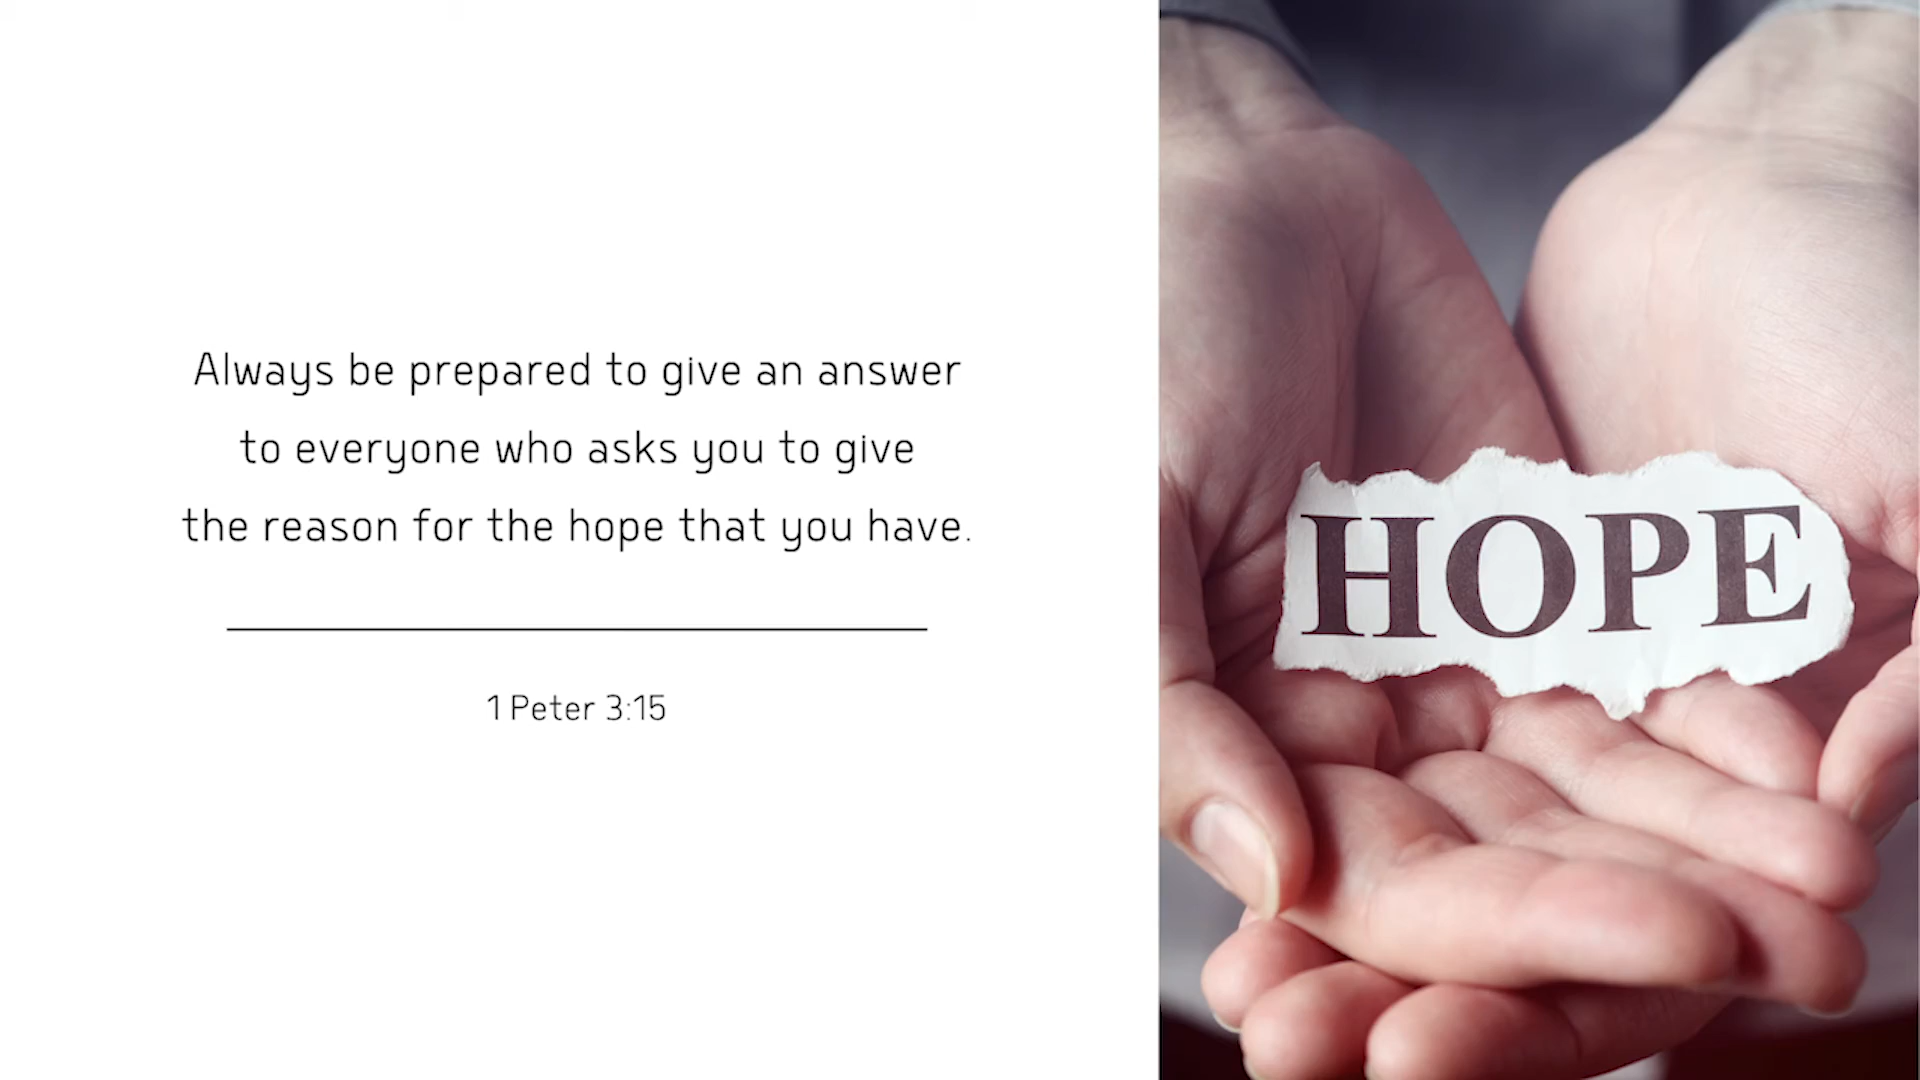 Always be prepared to give an answer
to everyone who asks you to give
the reason for the hope that you have.
1 Peter 3:15
HOPE